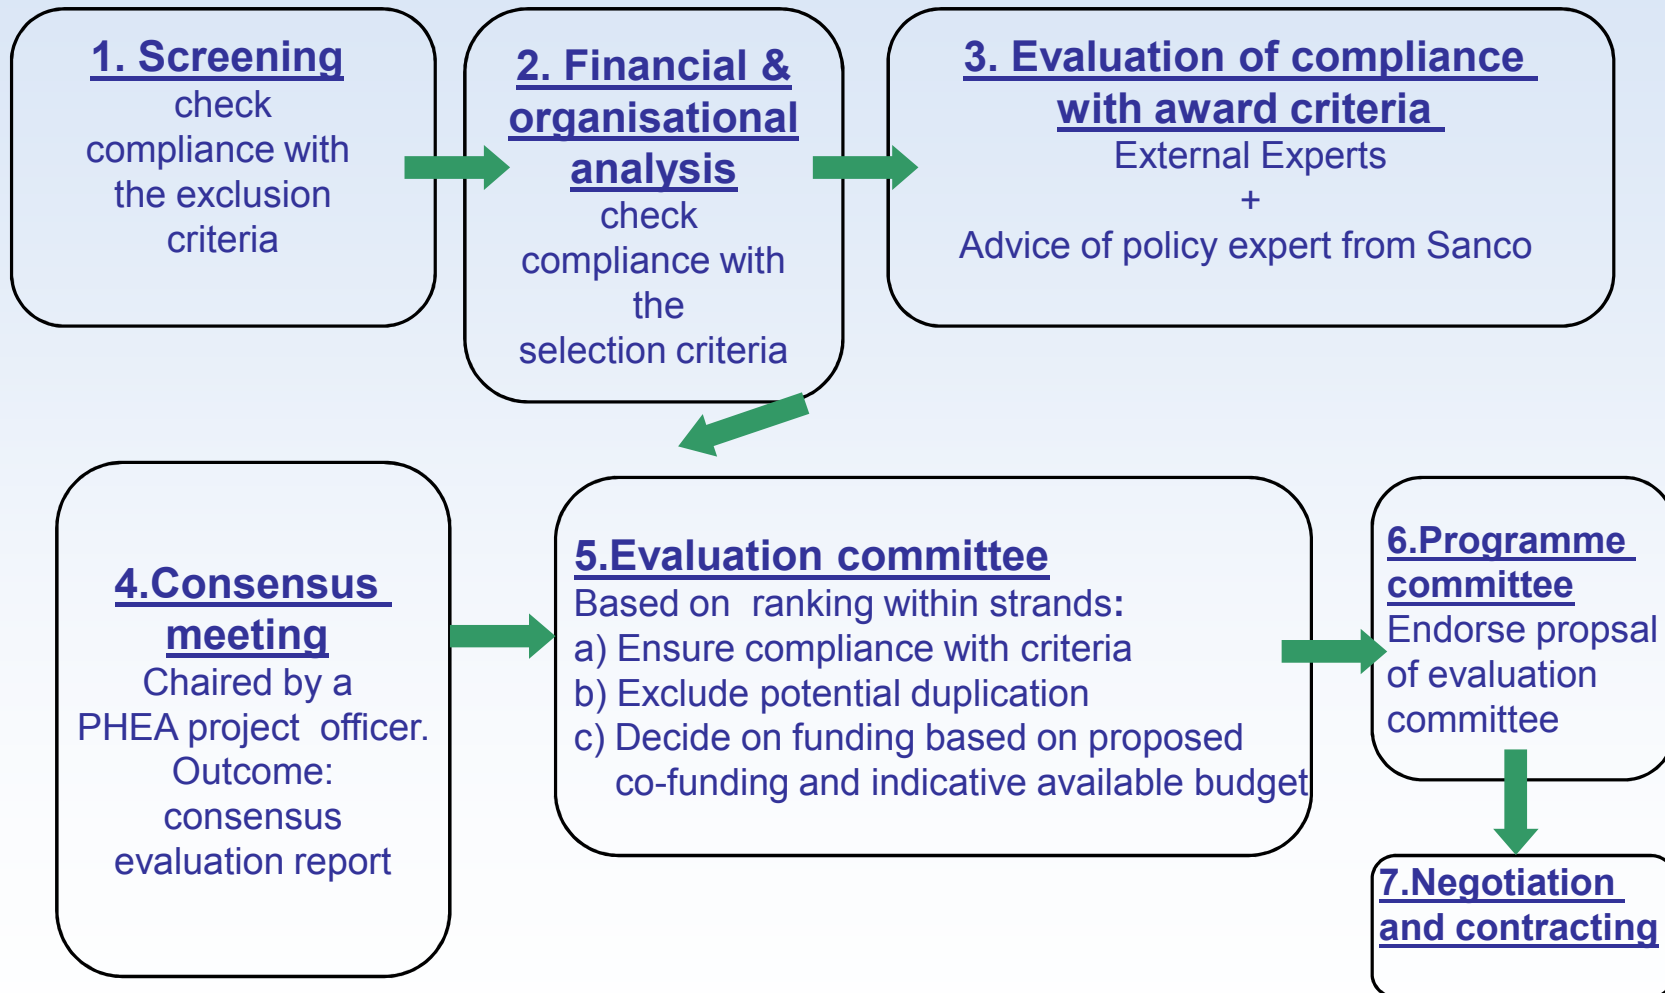 1. Screening
check
compliance with
the exclusion
criteria
2. Financial &
organisational
analysis
check
compliance with
the
selection criteria
3. Evaluation of compliance
with award criteria
External Experts
+
Advice of policy expert from Sanco
4.Consensus
meeting
Chaired by a
PHEA project officer.
Outcome:
consensus
evaluation report
5.Evaluation committee
Based on ranking within strands:
a) Ensure compliance with criteria
b) Exclude potential duplication
c) Decide on funding based on proposed
co-funding and indicative available budget
6.Programme
committee
Endorse propsal
of evaluation
committee
7.Negotiation
and contracting